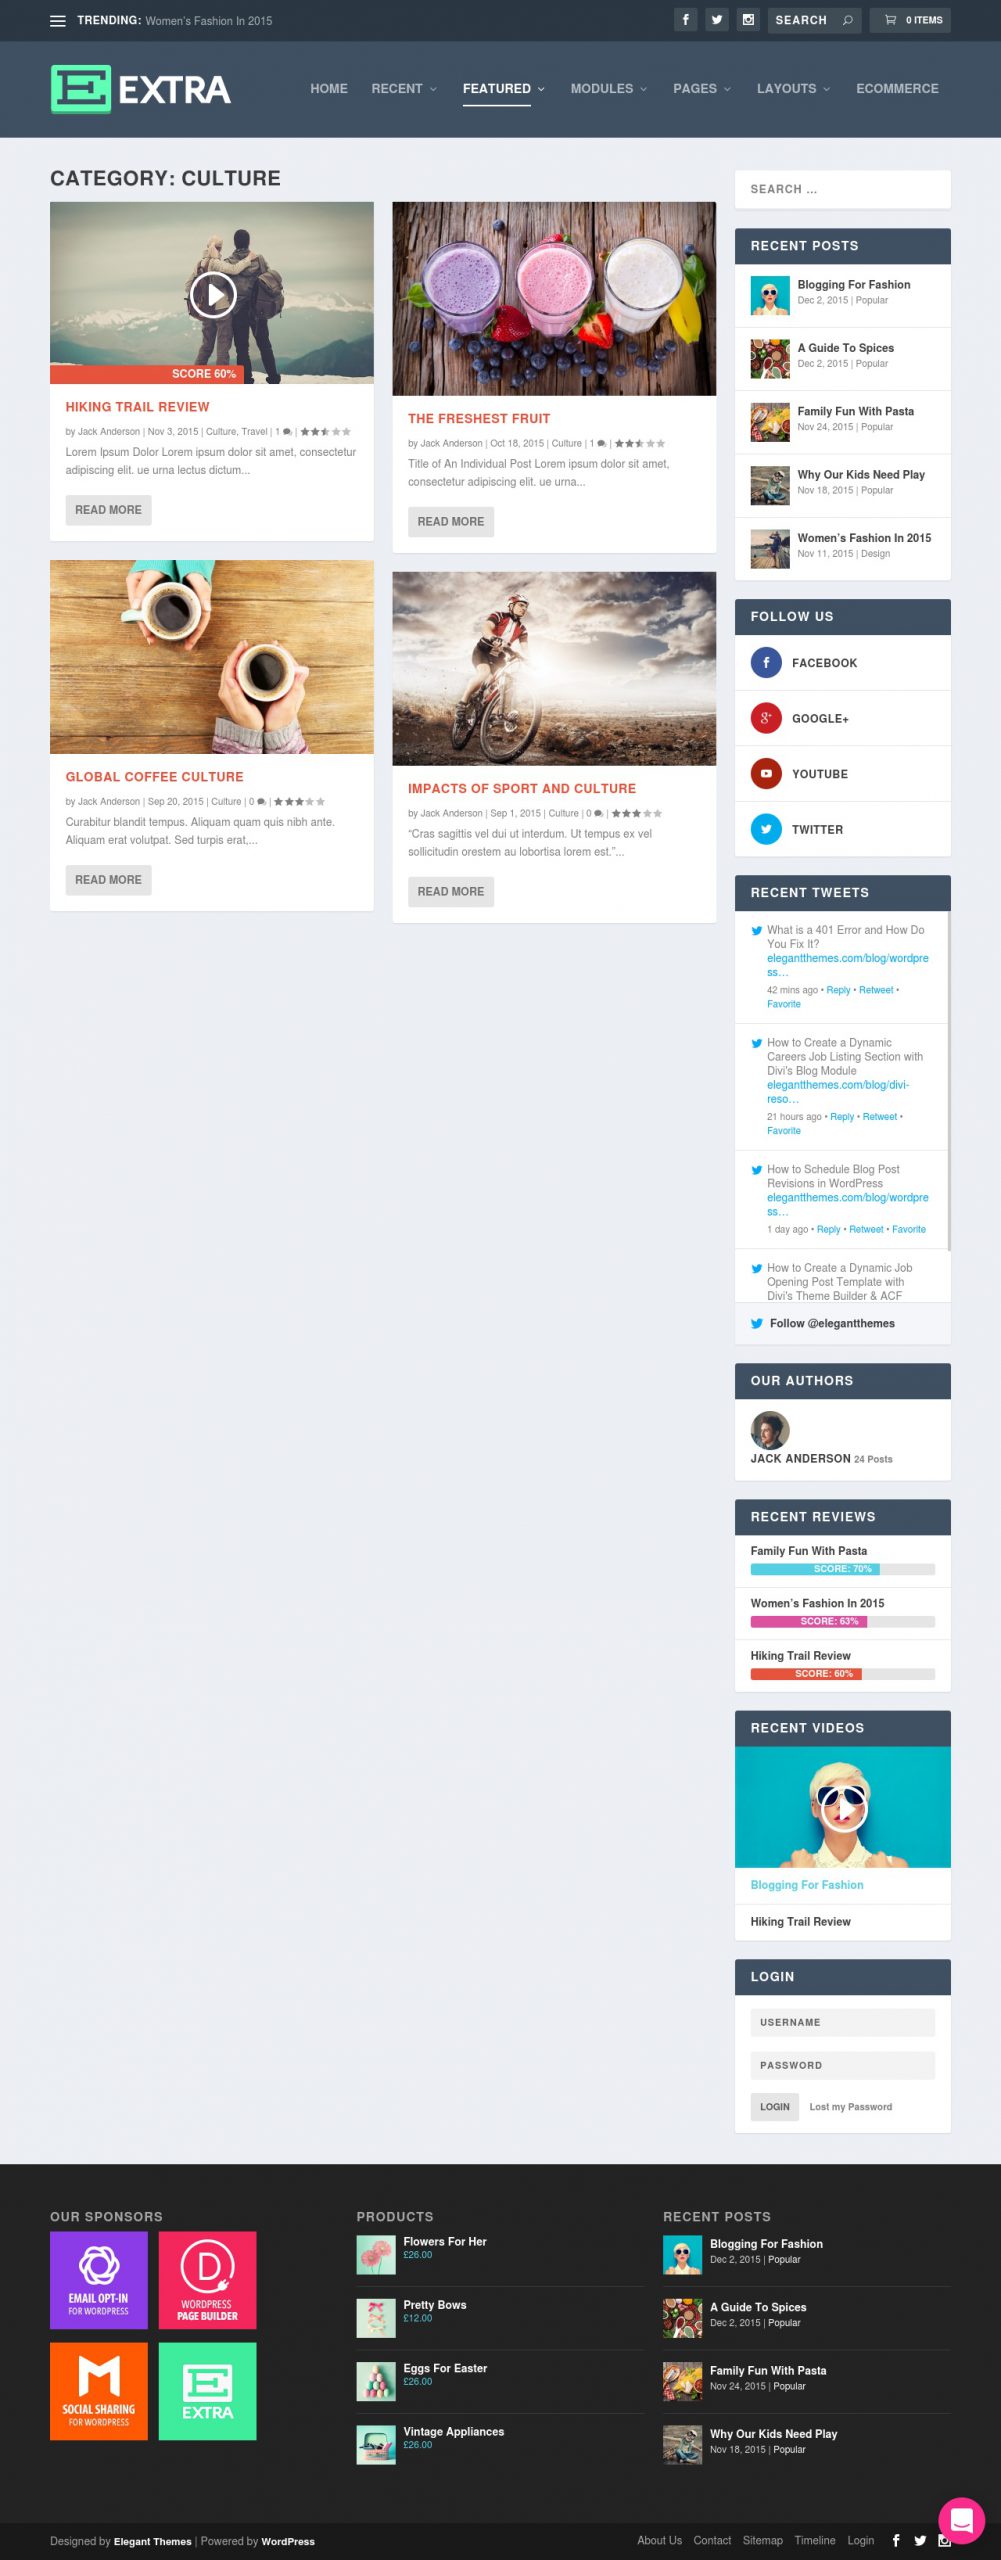 TRENDING: Women's Fashion In 2015
SEARCH
0 ITEMS
EXTRA
HOME RECENT FEATURED MODULES PAGES LAYOUTS ECOMMERCE
CATEGORY: CULTURE
SCORE 60%
HIKING TRAIL REVIEW
by Jack Anderson | Nov 3, 2015 | Culture, Travel | 1 |
Lorem Ipsum Dolor Lorem ipsum dolor sit amet, consectetur
adipiscing elit. ue urna lectus dictum...
READ MORE
THE FRESHEST FRUIT
by Jack Anderson | Oct 18, 2015 | Culture | 1 |
Title of An Individual Post Lorem ipsum dolor sit amet,
consectetur adipiscing elit. ue urna...
READ MORE
GLOBAL COFFEE CULTURE
by Jack Anderson | Sep 20, 2015 | Culture | 0 |
Curabitur blandit tempus. Aliquam quam quis nibh ante.
Aliquam erat volutpat. Sed turpis erat,...
READ MORE
IMPACTS OF SPORT AND CULTURE
by Jack Anderson | Sep 1, 2015 | Culture | 0 |
“Cras sagittis vel dui ut interdum. Ut tempus ex vel
sollicitudin orestem au lobortisa lorem est.”...
READ MORE
SEARCH ...
RECENT POSTS
Blogging For Fashion
Dec 2, 2015 | Popular
A Guide To Spices
Dec 2, 2015 | Popular
Family Fun With Pasta
Nov 24, 2015 | Popular
Why Our Kids Need Play
Nov 18, 2015 | Popular
Women's Fashion In 2015
Nov 11, 2015 | Design
FOLLOW US
FACEBOOK
GOOGLE+
YOUTUBE
TWITTER
RECENT TWEETS
What is a 401 Error and How Do
You Fix It?
elegantthemes.com/blog/wordpre
ss…
42 mins ago • Reply • Retweet •
Favorite
How to Create a Dynamic
Careers Job Listing Section with
Divi's Blog Module
elegantthemes.com/blog/divi-
reso…
21 hours ago • Reply • Retweet •
Favorite
How to Schedule Blog Post
Revisions in WordPress
elegantthemes.com/blog/wordpre
ss…
1 day ago • Reply • Retweet • Favorite
How to Create a Dynamic Job
Opening Post Template with
Divi's Theme Builder & ACF
Follow @elegantthemes
OUR AUTHORS
JACK ANDERSON 24 Posts
RECENT REVIEWS
Family Fun With Pasta
SCORE: 70%
Women's Fashion In 2015
SCORE: 63%
Hiking Trail Review
SCORE: 60%
RECENT VIDEOS
Blogging For Fashion
Hiking Trail Review
LOGIN
USERNAME
PASSWORD
LOGIN Lost my Password
OUR SPONSORS
EMAIL OPT-IN
FOR WORDPRESS
WORDPRESS
PAGE BUILDER
SOCIAL SHARING
FOR WORDPRESS
EXTRA
PRODUCTS
Flowers For Her
£26.00
Pretty Bows
£12.00
Eggs For Easter
£26.00
Vintage Appliances
£26.00
RECENT POSTS
Blogging For Fashion
Dec 2, 2015 | Popular
A Guide To Spices
Dec 2, 2015 | Popular
Family Fun With Pasta
Nov 24, 2015 | Popular
Why Our Kids Need Play
Nov 18, 2015 | Popular
Designed by Elegant Themes | Powered by WordPress
About Us Contact Sitemap Timeline Login